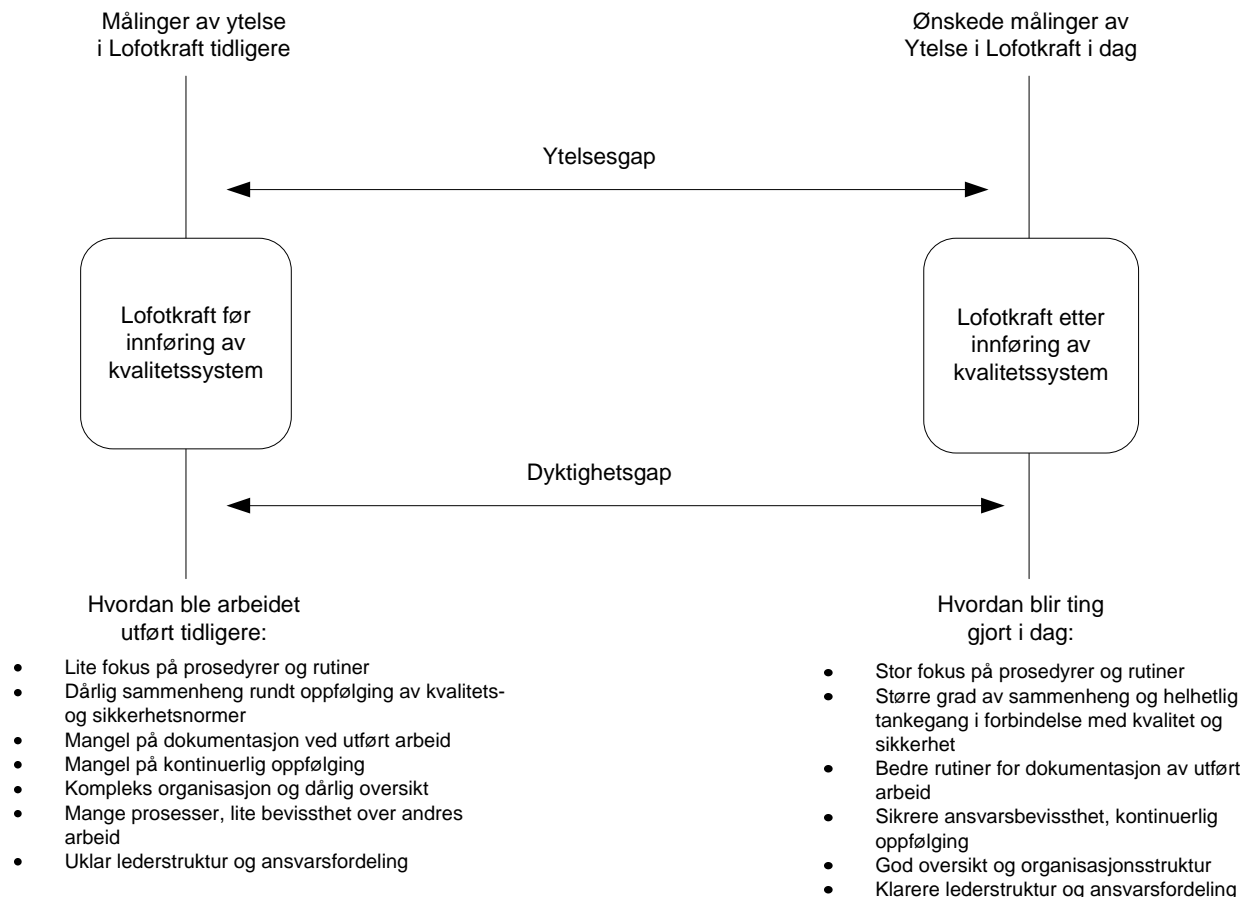 Målinger av ytelse
i Lofotkraft tidligere
Ønskede målinger av
Ytelse i Lofotkraft i dag
Ytelsesgap
Lofotkraft før
innføring av
kvalitetssystem
Lofotkraft etter
innføring av
kvalitetssystem
Dyktighetsgap
Hvordan ble arbeidet
utført tidligere:
• Lite fokus på prosedyrer og rutiner
• Dårlig sammenheng rundt oppfølging av kvalitets-
og sikkerhetsnormer
• Mangel på dokumentasjon ved utført arbeid
• Mangel på kontinuerlig oppfølging
• Kompleks organisasjon og dårlig oversikt
• Mange prosesser, lite bevissthet over andres
arbeid
• Uklar lederstruktur og ansvarsfordeling
Hvordan blir ting
gjort i dag:
• Stor fokus på prosedyrer og rutiner
• Større grad av sammenheng og helhetlig
tankegang i forbindelse med kvalitet og
sikkerhet
• Bedre rutiner for dokumentasjon av utført
arbeid
• Sikrere ansvarsbevissthet, kontinuerlig
oppfølging
• God oversikt og organisasjonsstruktur
• Klarere lederstruktur og ansvarsfordeling